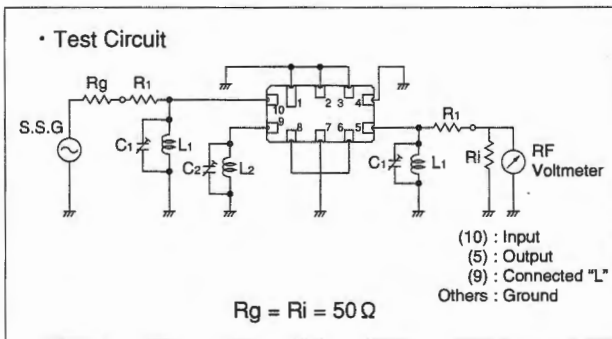 ・Test Circuit
Rg
R1
S.S.G
C1
L1
C2
L2
10
1
2
3
4
9
8
7
6
5
C1
L1
R1
Ri
RF
Voltmeter
(10) : Input
(5) : Output
(9) : Connected “L”
Others : Ground
Rg = Ri = 50 Ω